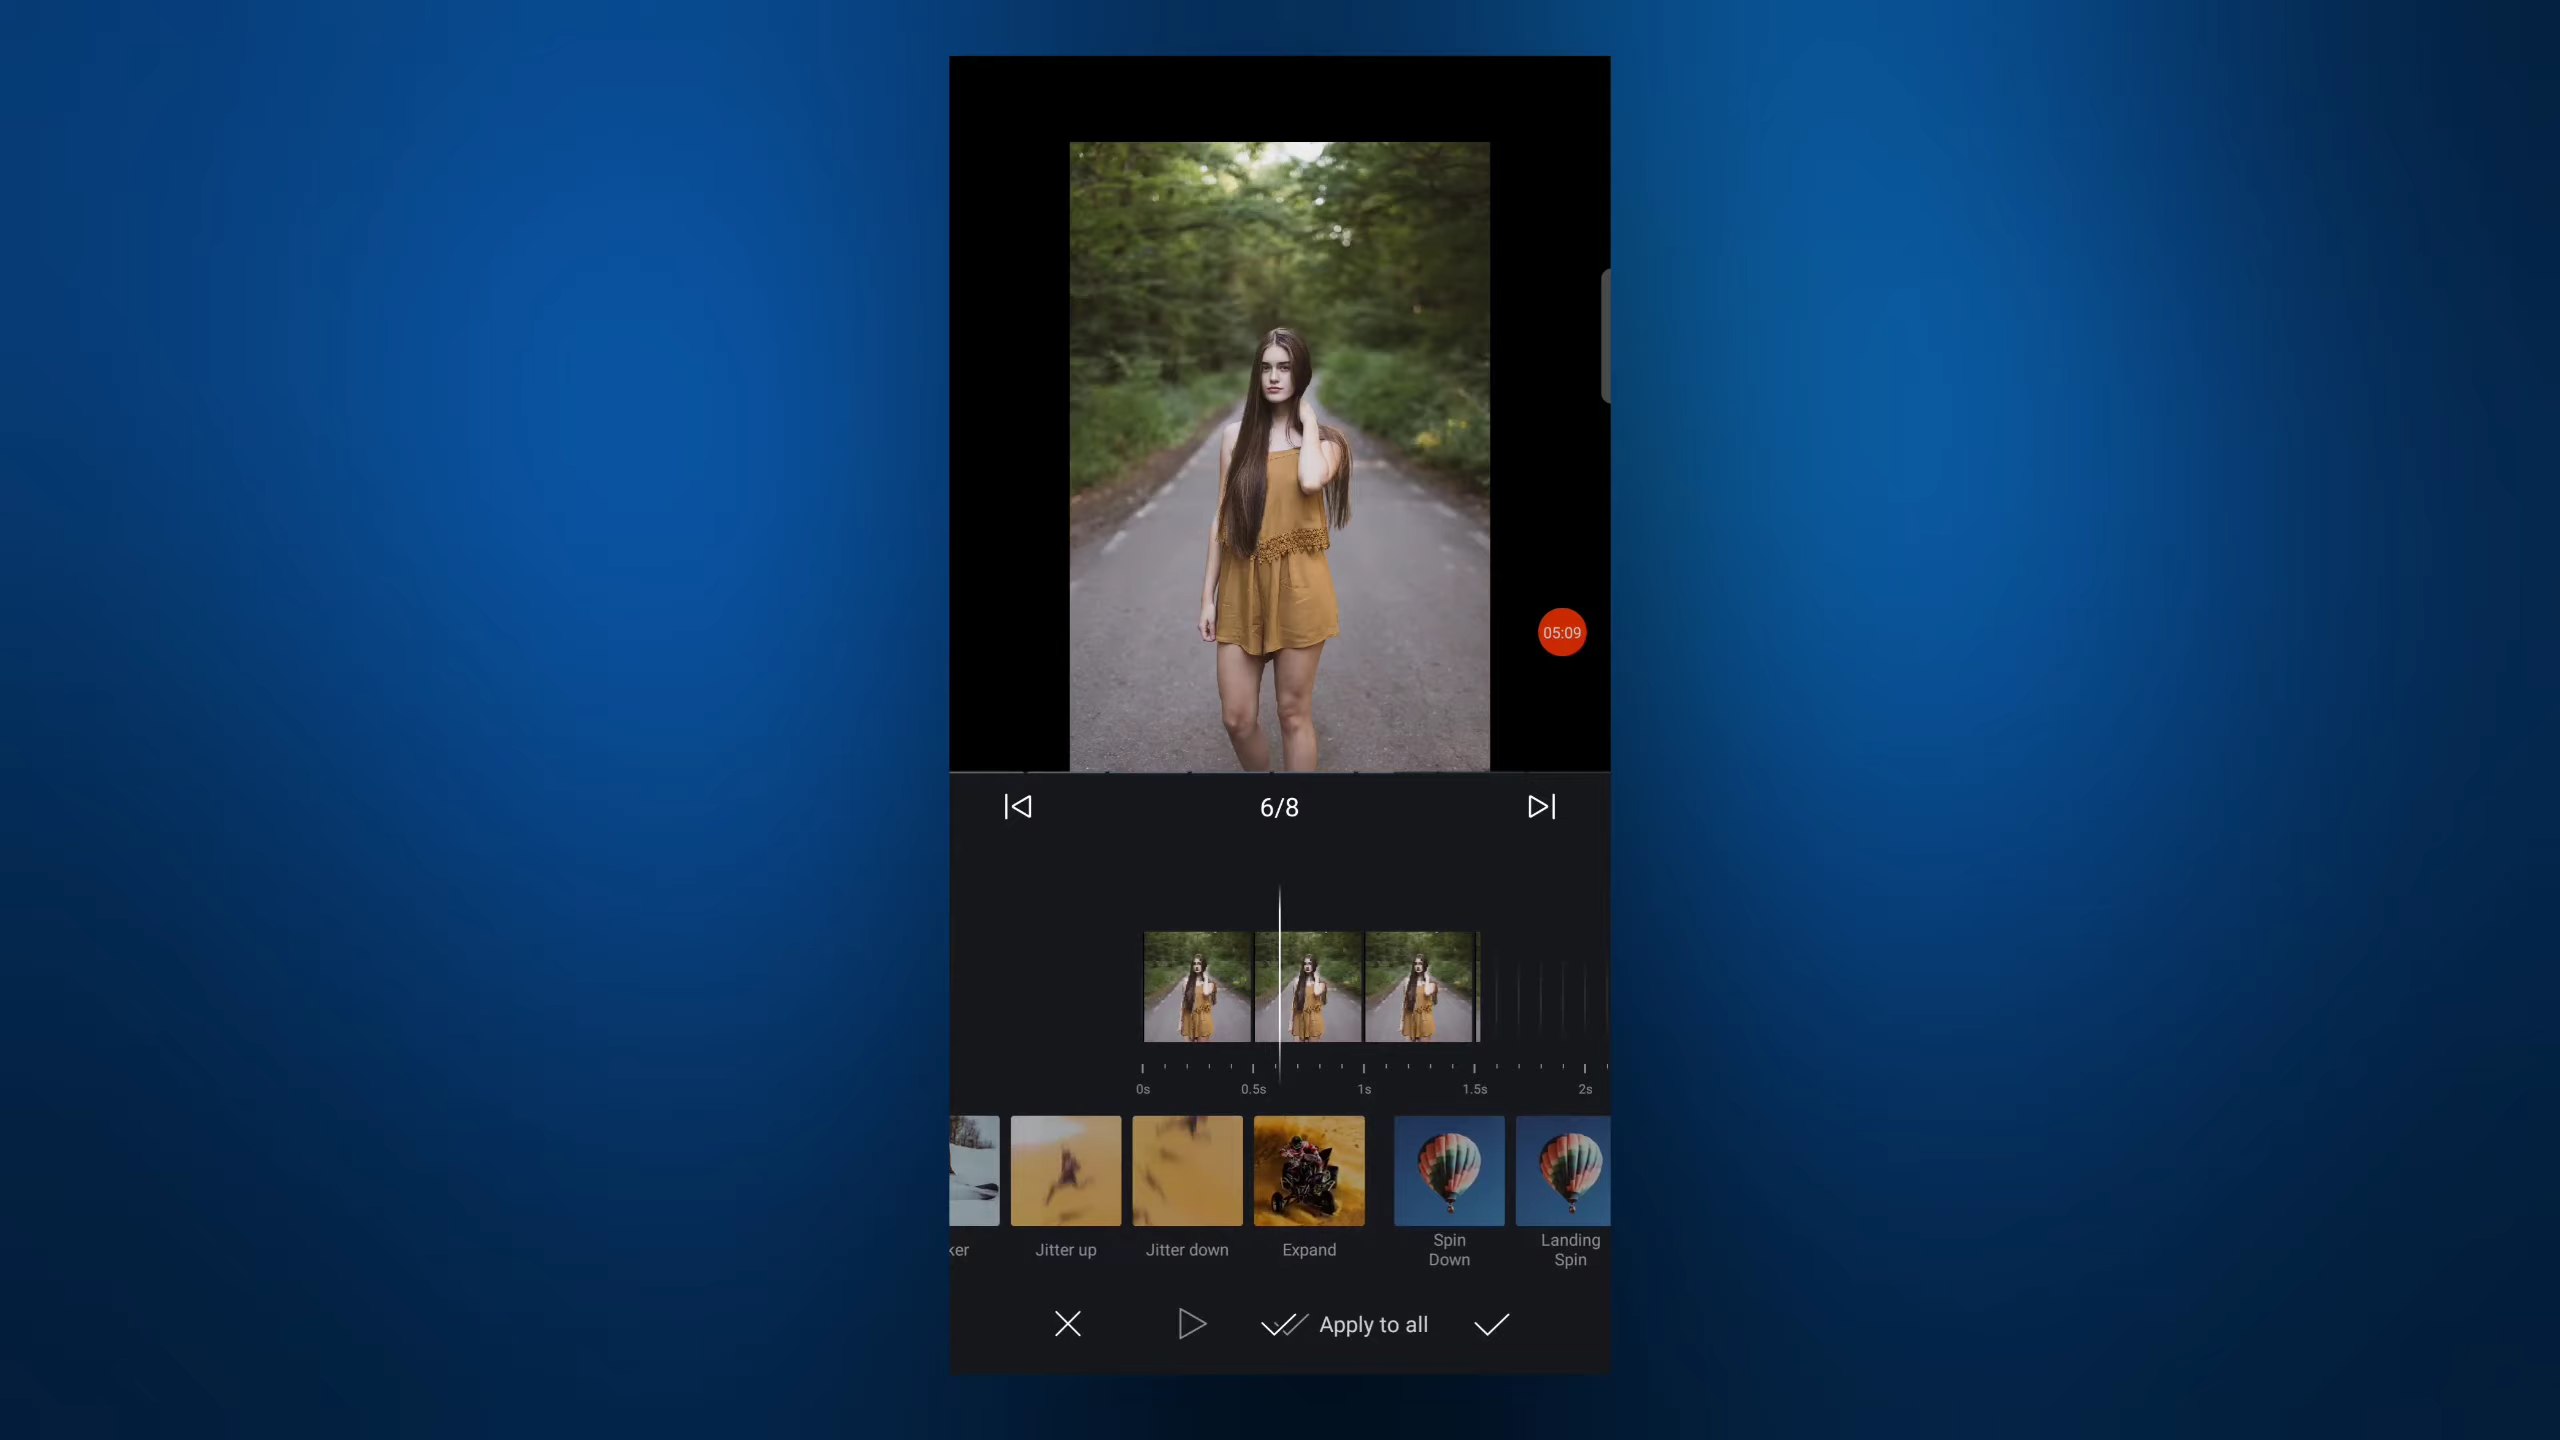 05:09
6/8
0s 0.5s 1s 1.5s 2s
ker
Jitter up
Jitter down
Expand
Spin
Down
Landing
Spin
Apply to all